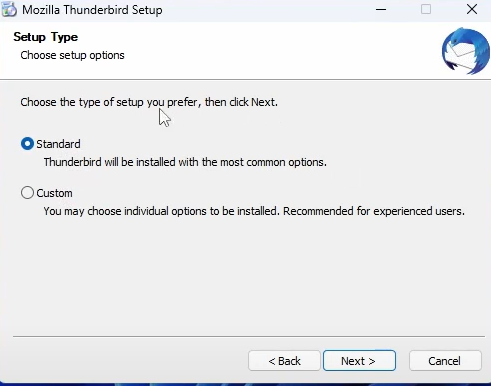 Mozilla Thunderbird Setup
Setup Type
Choose setup options
Choose the type of setup you prefer, then click Next.
Standard
Thunderbird will be installed with the most common options.
Custom
You may choose individual options to be installed. Recommended for experienced users.
< Back
Next >
Cancel